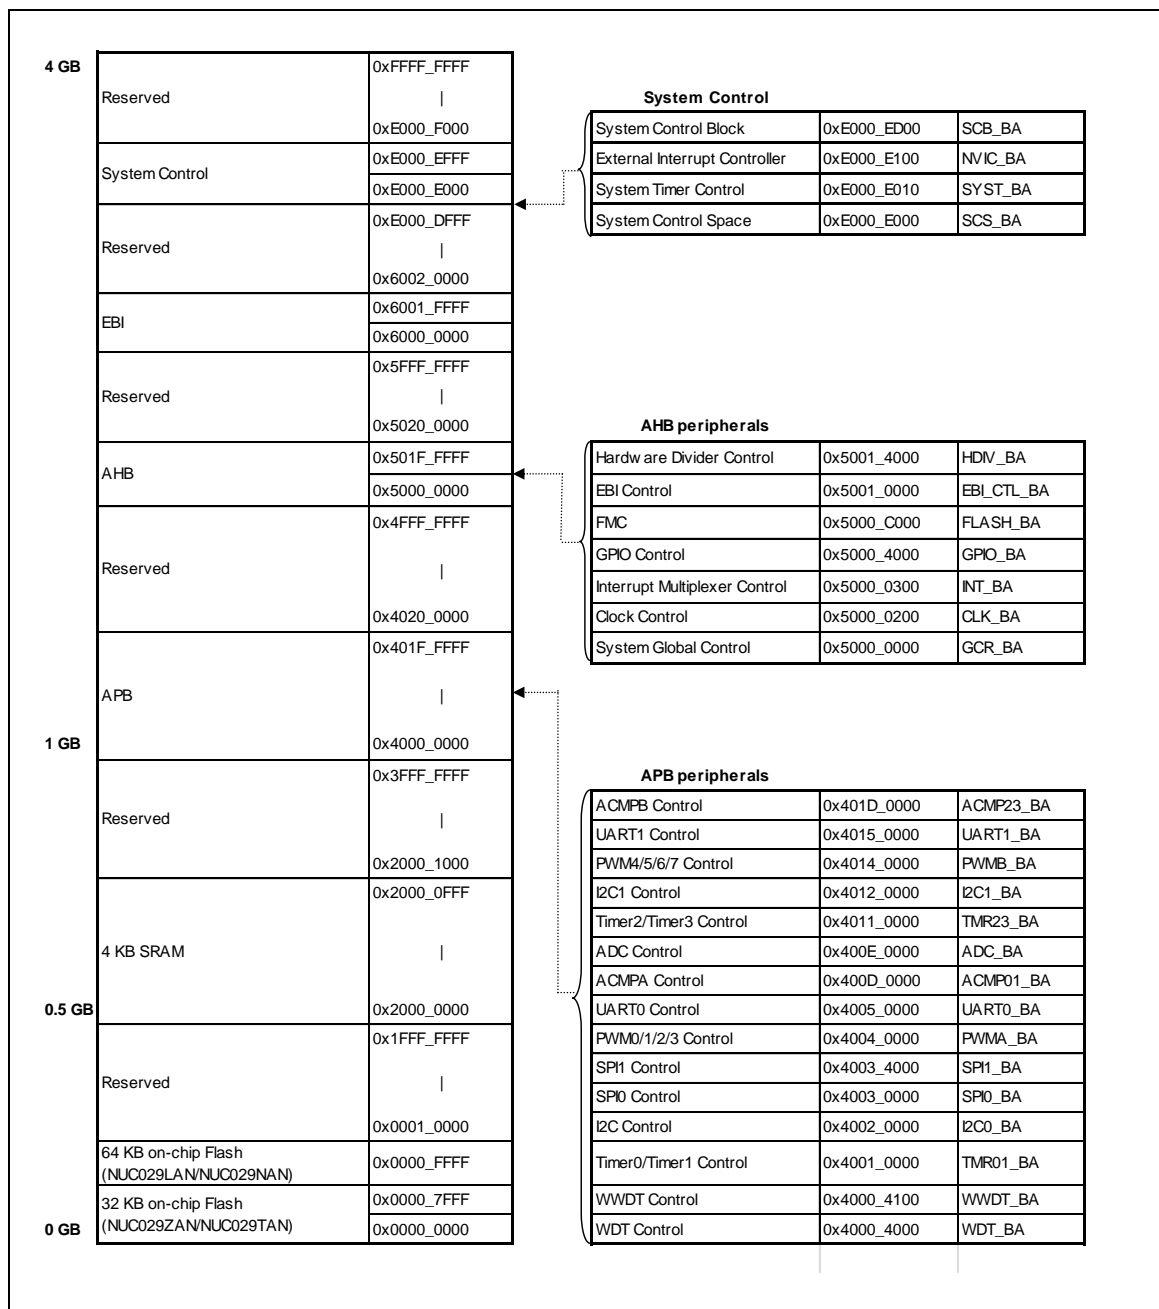 4 GB
Reserved
0xFFFF_FFFF
|
0xE000_F000
System Control
0xE000_EFFF
0xE000_E000
Reserved
0xE000_DFFF
|
0x6002_0000
EBI
0x6001_FFFF
0x6000_0000
Reserved
0x5FFF_FFFF
|
0x5020_0000
AHB
0x501F_FFFF
0x5000_0000
Reserved
0x4FFF_FFFF
|
0x4020_0000
APB
0x401F_FFFF
|
1 GB
0x4000_0000
Reserved
0x3FFF_FFFF
|
0x2000_1000
4 KB SRAM
0x2000_0FFF
|
0.5 GB
0x2000_0000
Reserved
0x1FFF_FFFF
|
0x0001_0000
64 KB on-chip Flash
(NUC029LAN/NUC029NAN)
0x0000_FFFF
32 KB on-chip Flash
(NUC029ZAN/NUC029TAN)
0x0000_7FFF
0 GB
0x0000_0000
System Control
System Control Block 0xE000_ED00 SCB_BA
External Interrupt Controller 0xE000_E100 NVIC_BA
System Timer Control 0xE000_E010 SYST_BA
System Control Space 0xE000_E000 SCS_BA
AHB peripherals
Hardware Divider Control 0x5001_4000 HDIV_BA
EBI Control 0x5001_0000 EBI_CTL_BA
FMC 0x5000_C000 FLASH_BA
GPIO Control 0x5000_4000 GPIO_BA
Interrupt Multiplexer Control 0x5000_0300 INT_BA
Clock Control 0x5000_0200 CLK_BA
System Global Control 0x5000_0000 GCR_BA
APB peripherals
ACMPB Control 0x401D_0000 ACMP23_BA
UART1 Control 0x4015_0000 UART1_BA
PWM4/5/6/7 Control 0x4014_0000 PWMB_BA
I2C1 Control 0x4012_0000 I2C1_BA
Timer2/Timer3 Control 0x4011_0000 TMR23_BA
ADC Control 0x400E_0000 ADC_BA
ACMPA Control 0x400D_0000 ACMP01_BA
UART0 Control 0x4005_0000 UART0_BA
PWM0/1/2/3 Control 0x4004_0000 PWMA_BA
SPI1 Control 0x4003_4000 SPI1_BA
SPI0 Control 0x4003_0000 SPI0_BA
I2C Control 0x4002_0000 I2C0_BA
Timer0/Timer1 Control 0x4001_0000 TMR01_BA
WWDT Control 0x4000_4100 WWDT_BA
WDT Control 0x4000_4000 WDT_BA